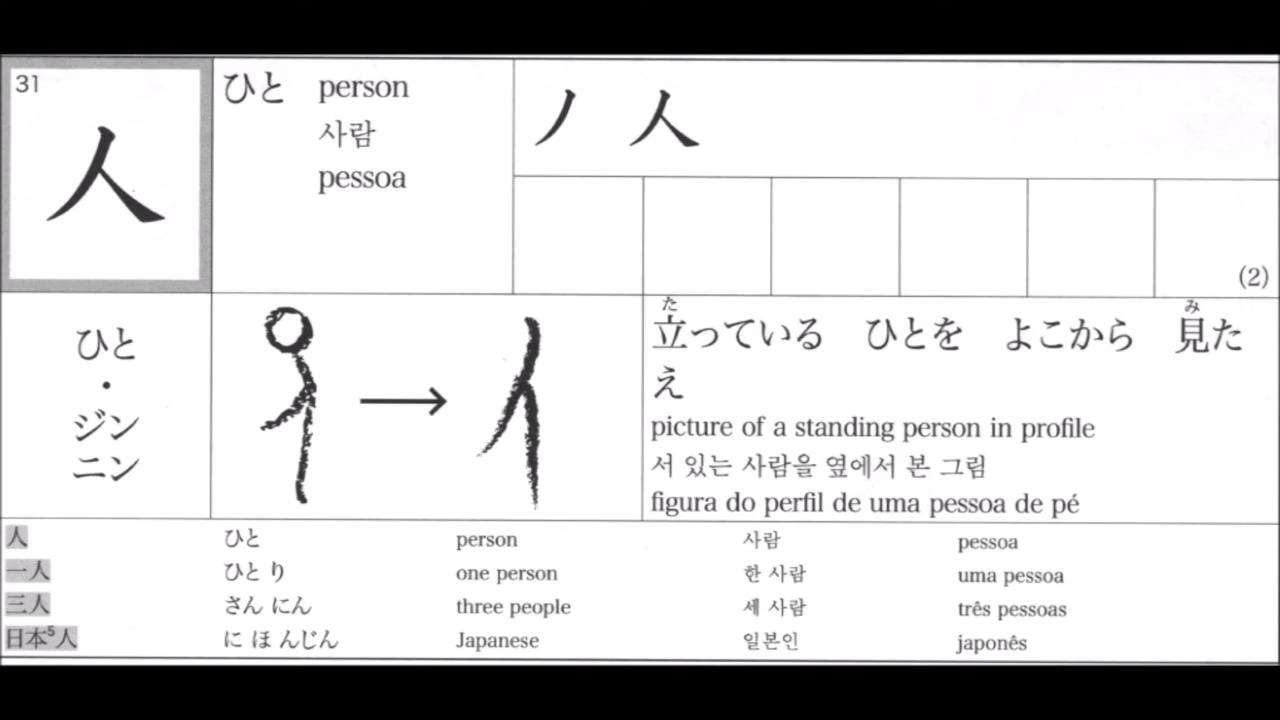 31
人
ひと person
사람
pessoa
ノ 人
(2)
ひと
・
ジン
ニン
た み
立っている ひとを よこから 見た
え
picture of a standing person in profile
서 있는 사람을 옆에서 본 그림
figura do perfil de uma pessoa de pé
人 ひと person 사람 pessoa
一人 ひとり one person 한 사람 uma pessoa
三人 さん にん three people 세 사람 três pessoas
日本⁵人 に ほ んじん Japanese 일본인 japonês